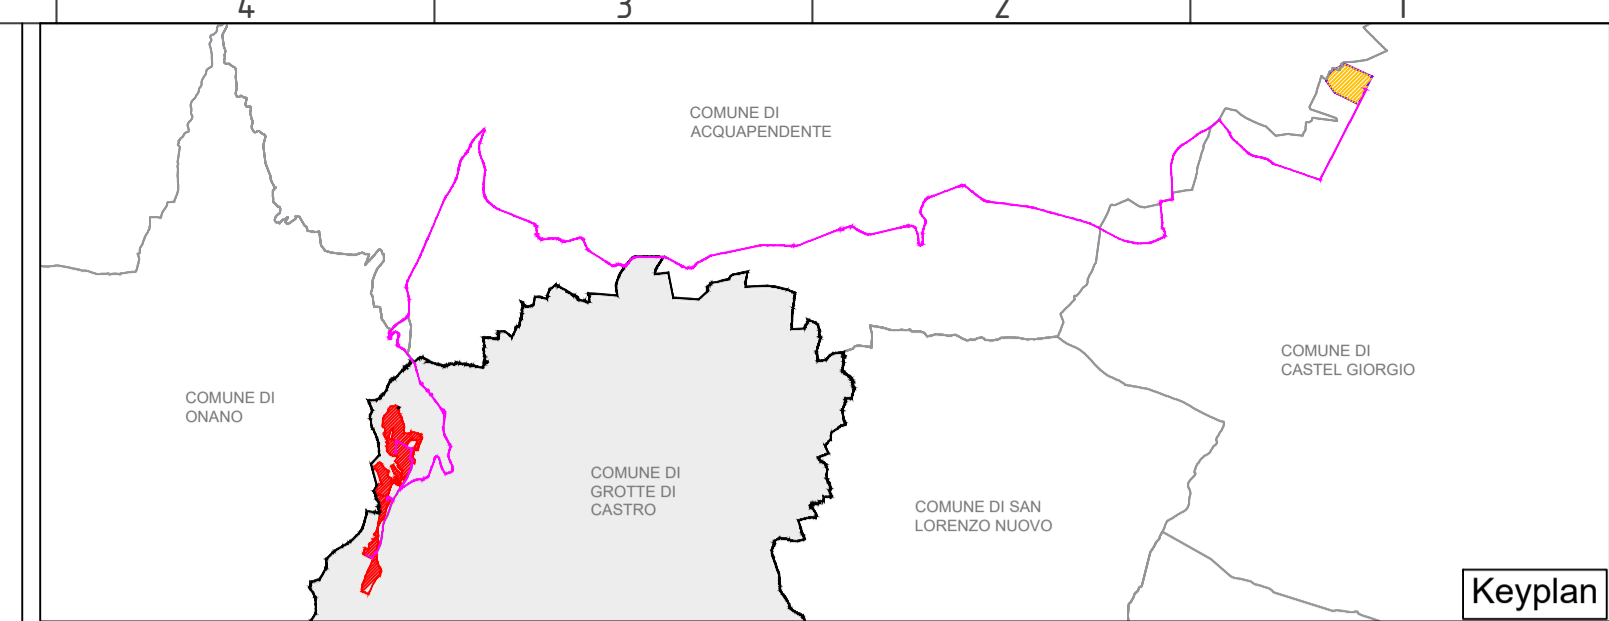 4 3 2 1
COMUNE DI
ACQUAPENDENTE
COMUNE DI
CASTEL GIORGIO
COMUNE DI
ONANO
COMUNE DI
GROTTE DI
CASTRO
COMUNE DI SAN
LORENZO NUOVO
Keyplan